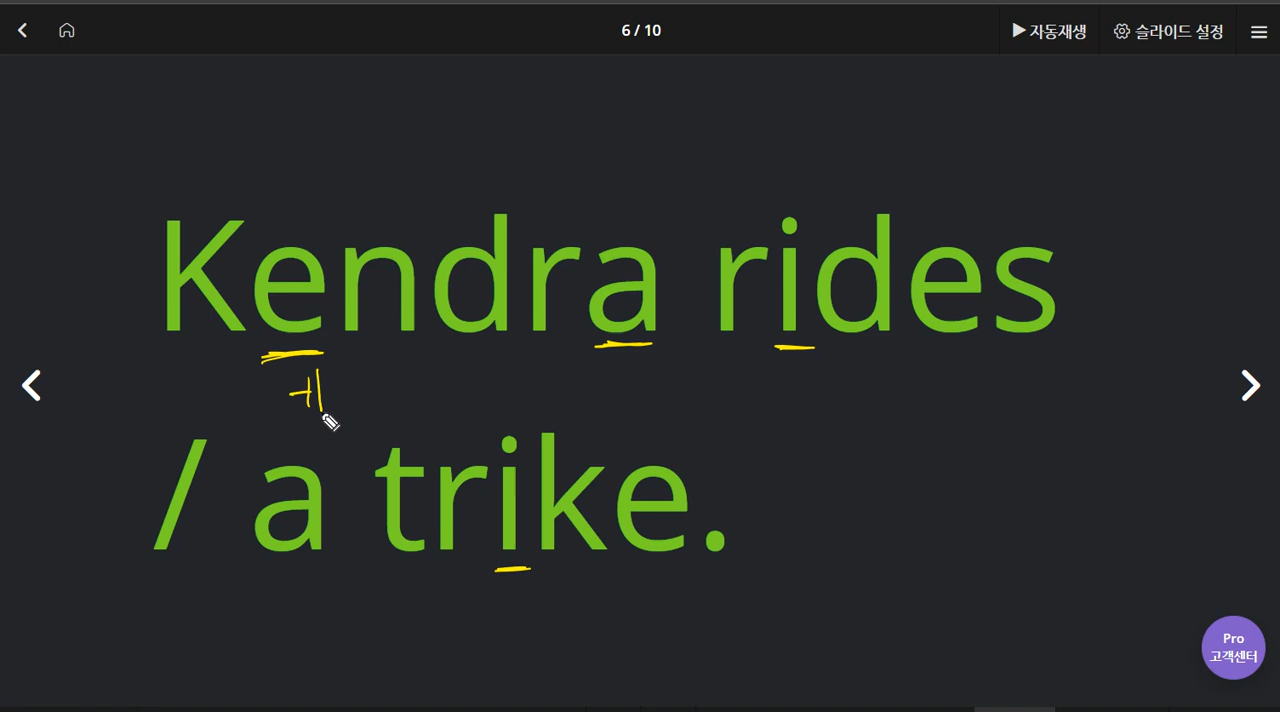 6 / 10
▶ 자동재생
슬라이드 설정
Kendra rides
ㅔ
/ a trike.
Pro
고객센터